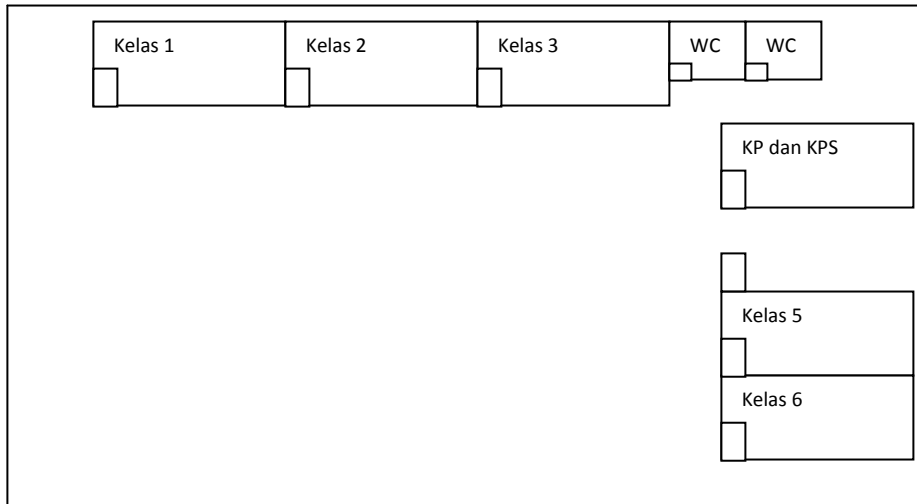 Kelas 1
Kelas 2
Kelas 3
WC
WC
KP dan KPS
Kelas 5
Kelas 6